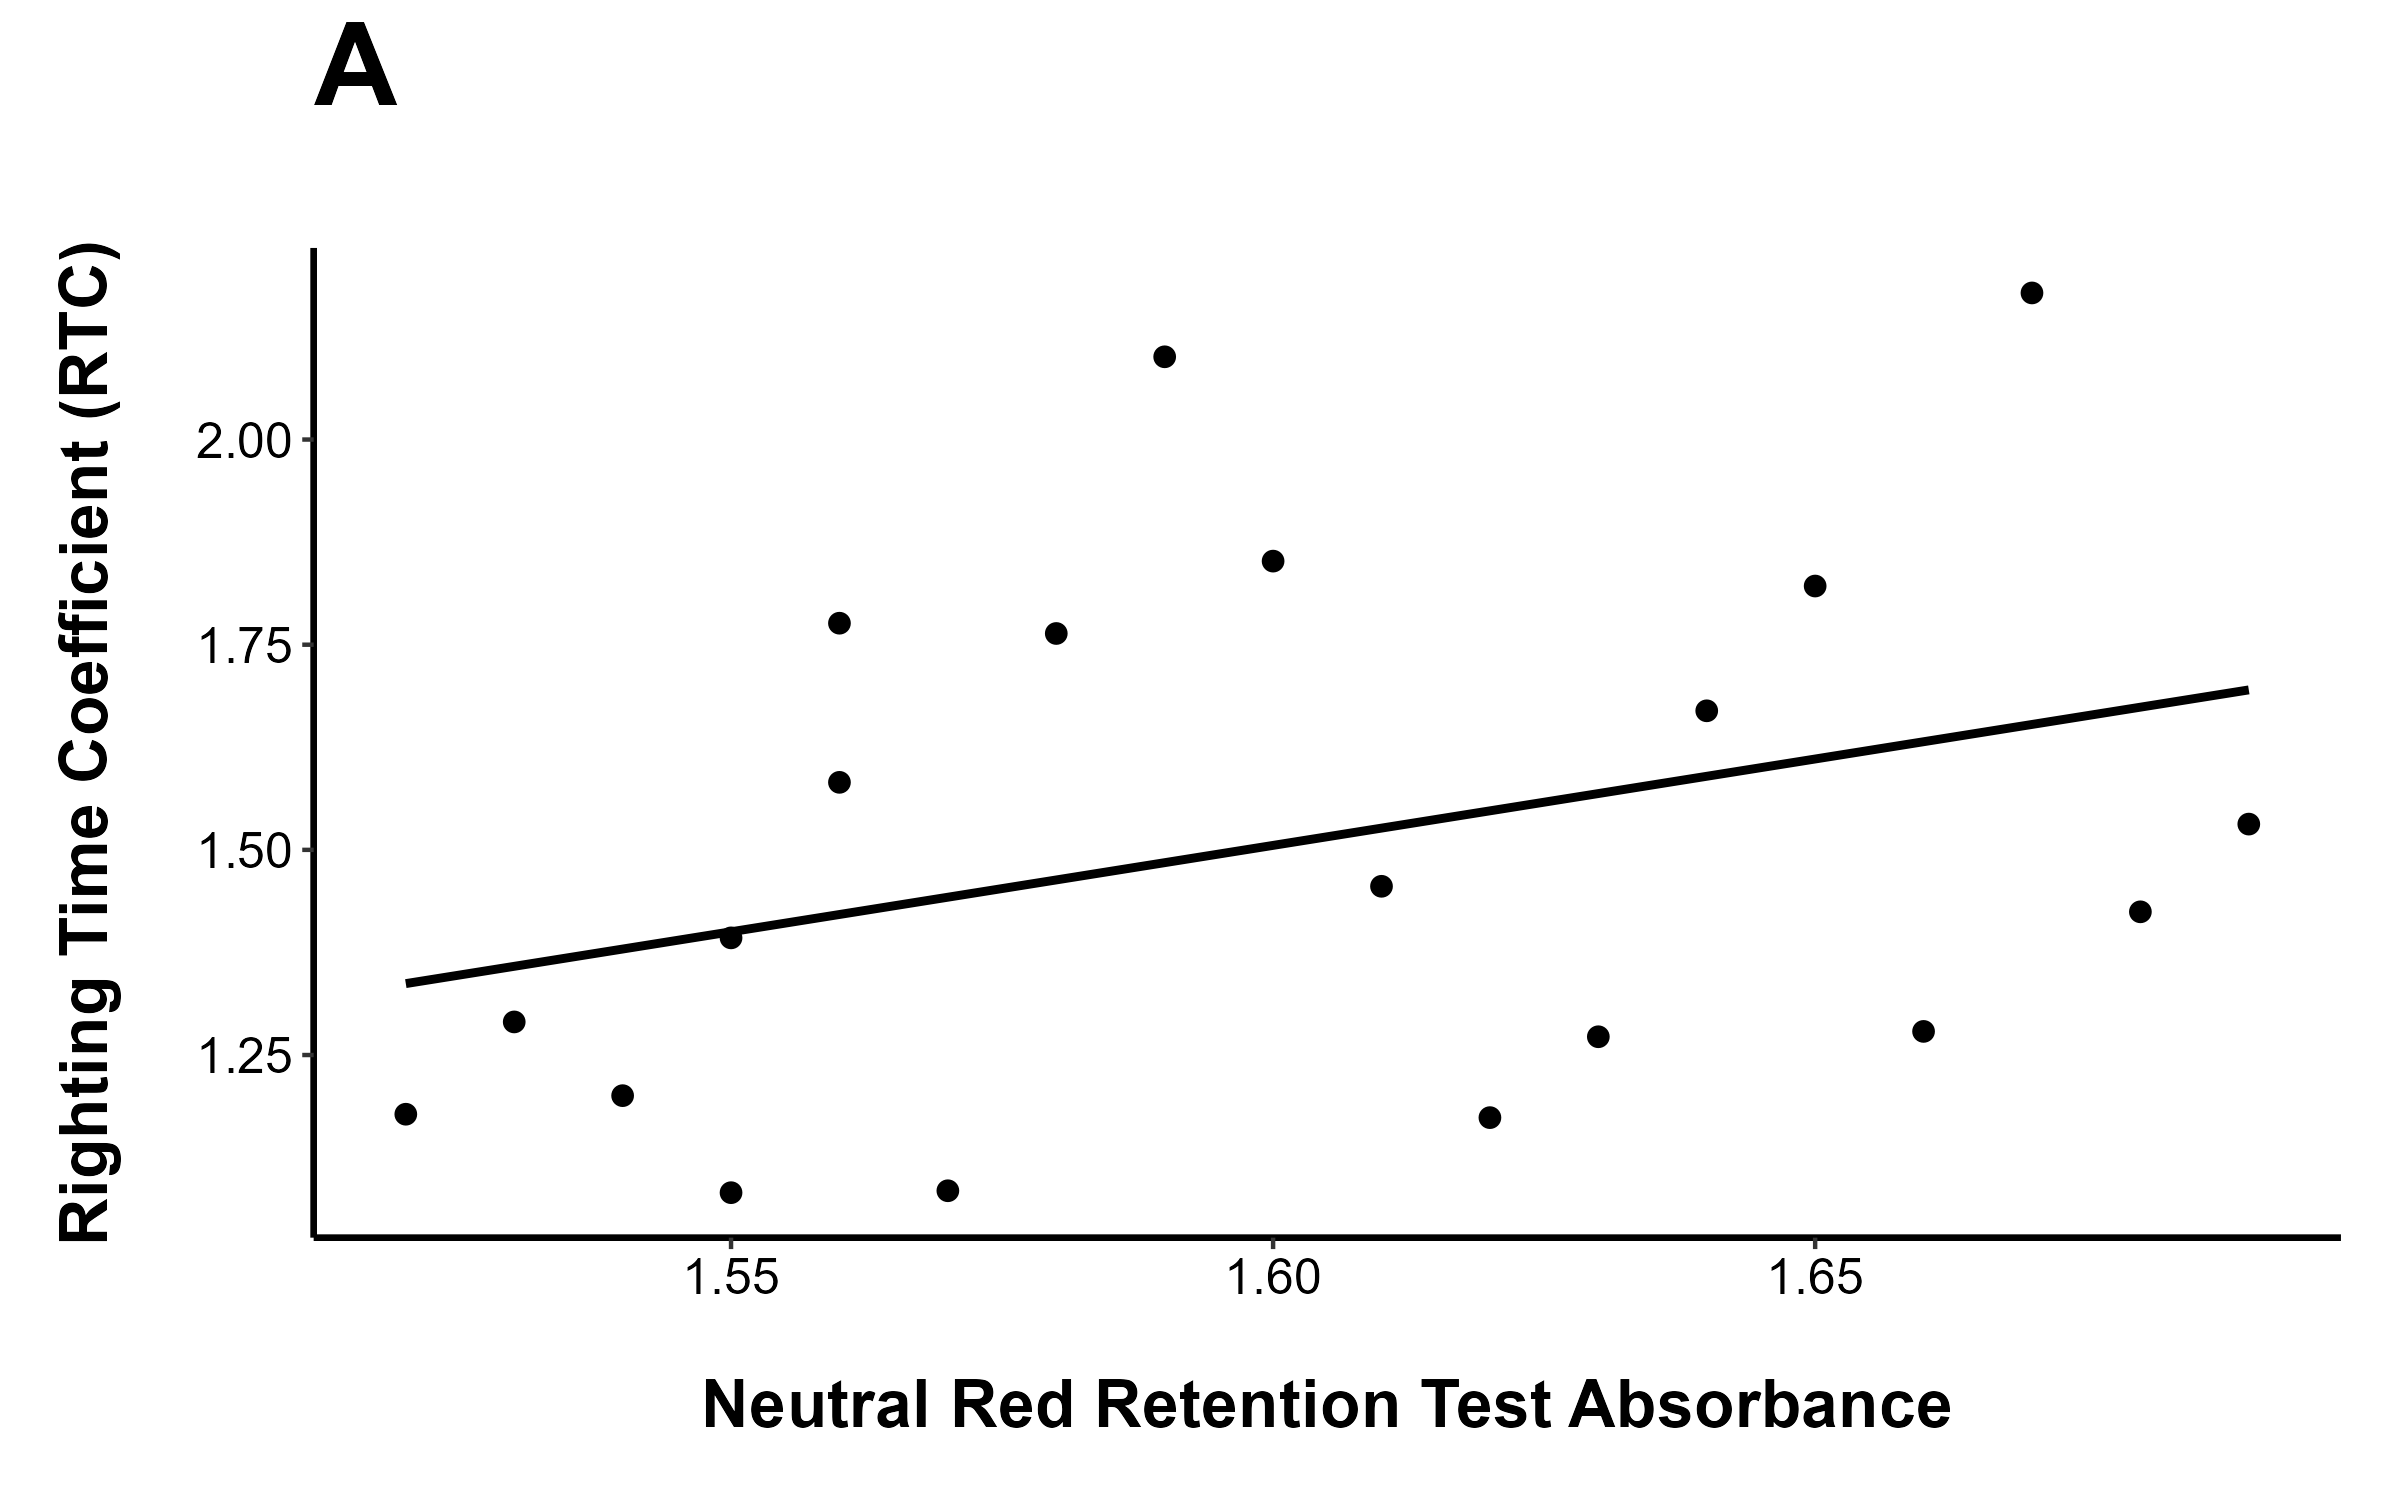 A
Righting Time Coefficient (RTC)
2.00
1.75
1.50
1.25
1.55
1.60
1.65
Neutral Red Retention Test Absorbance